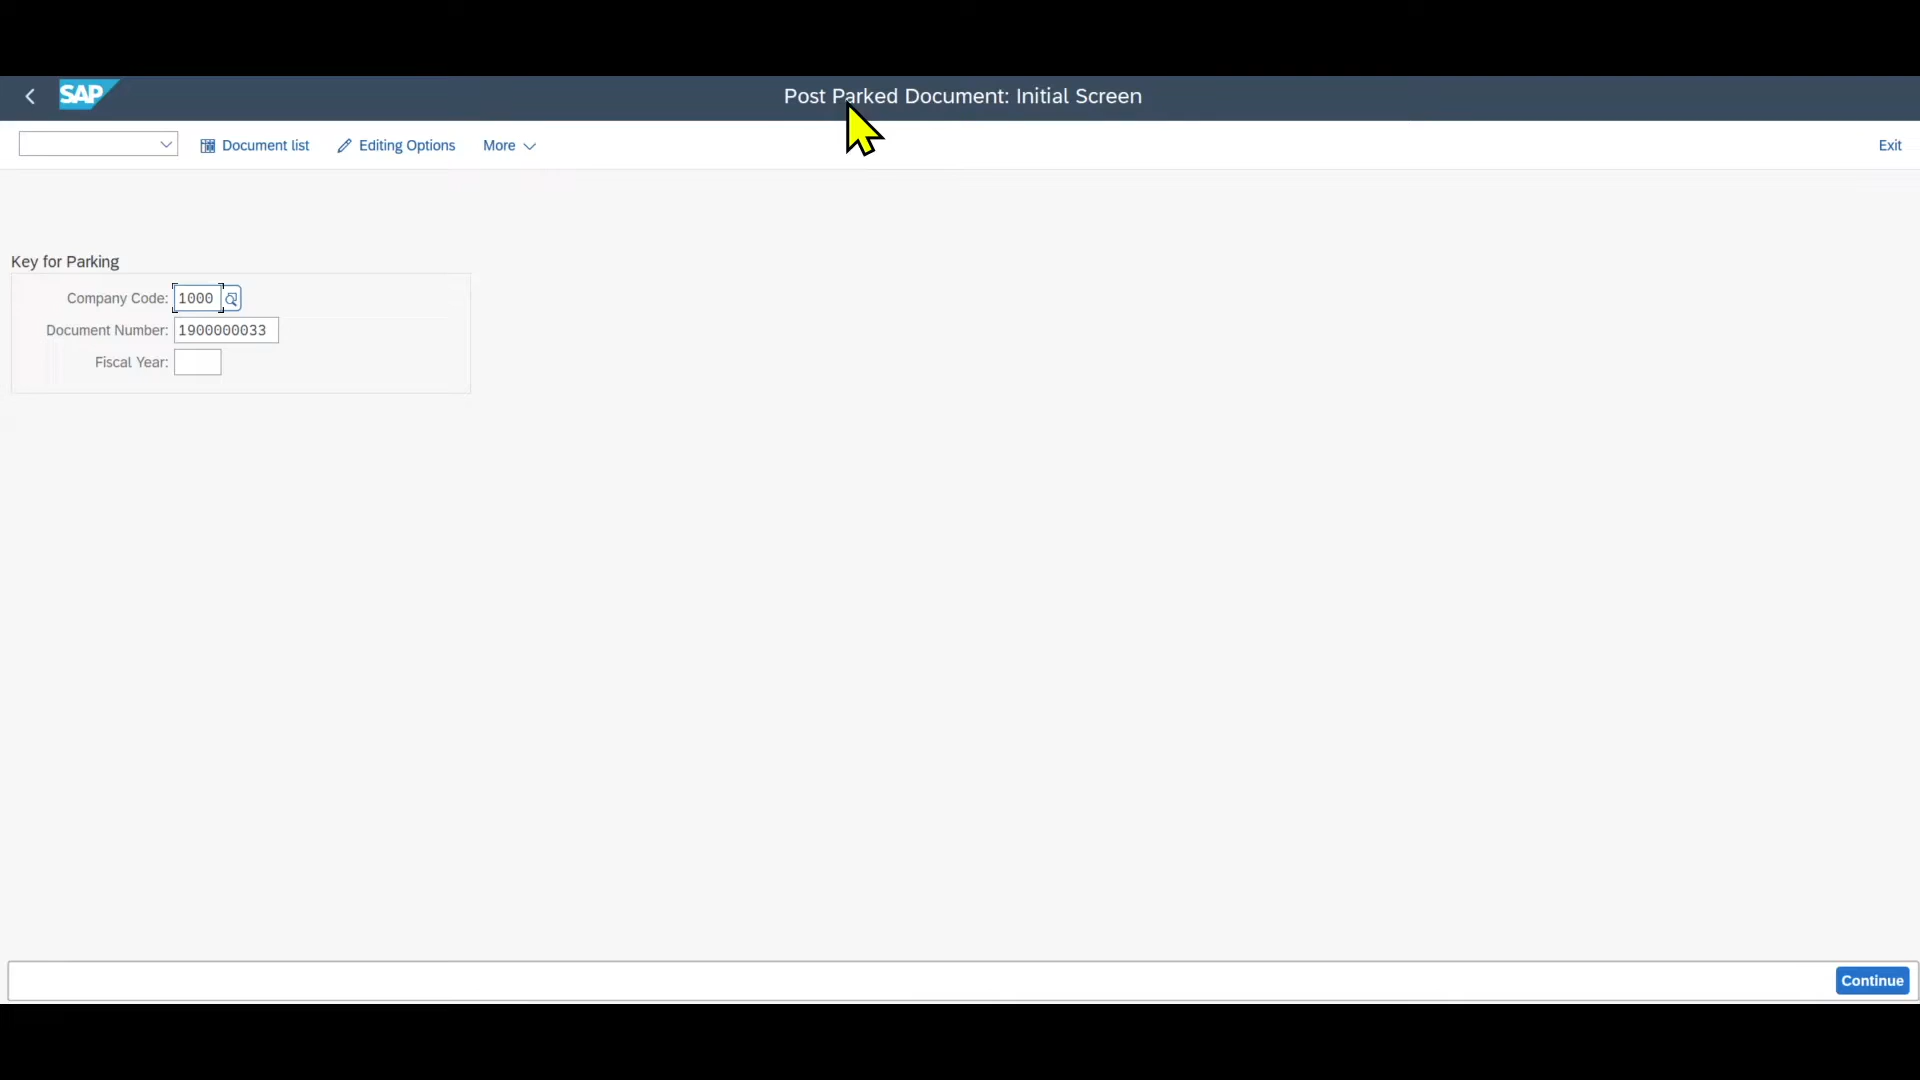 SAP
Post Parked Document: Initial Screen
Document list
Editing Options
More
Exit
Key for Parking
Company Code: 1000
Document Number: 1900000033
Fiscal Year:
Continue